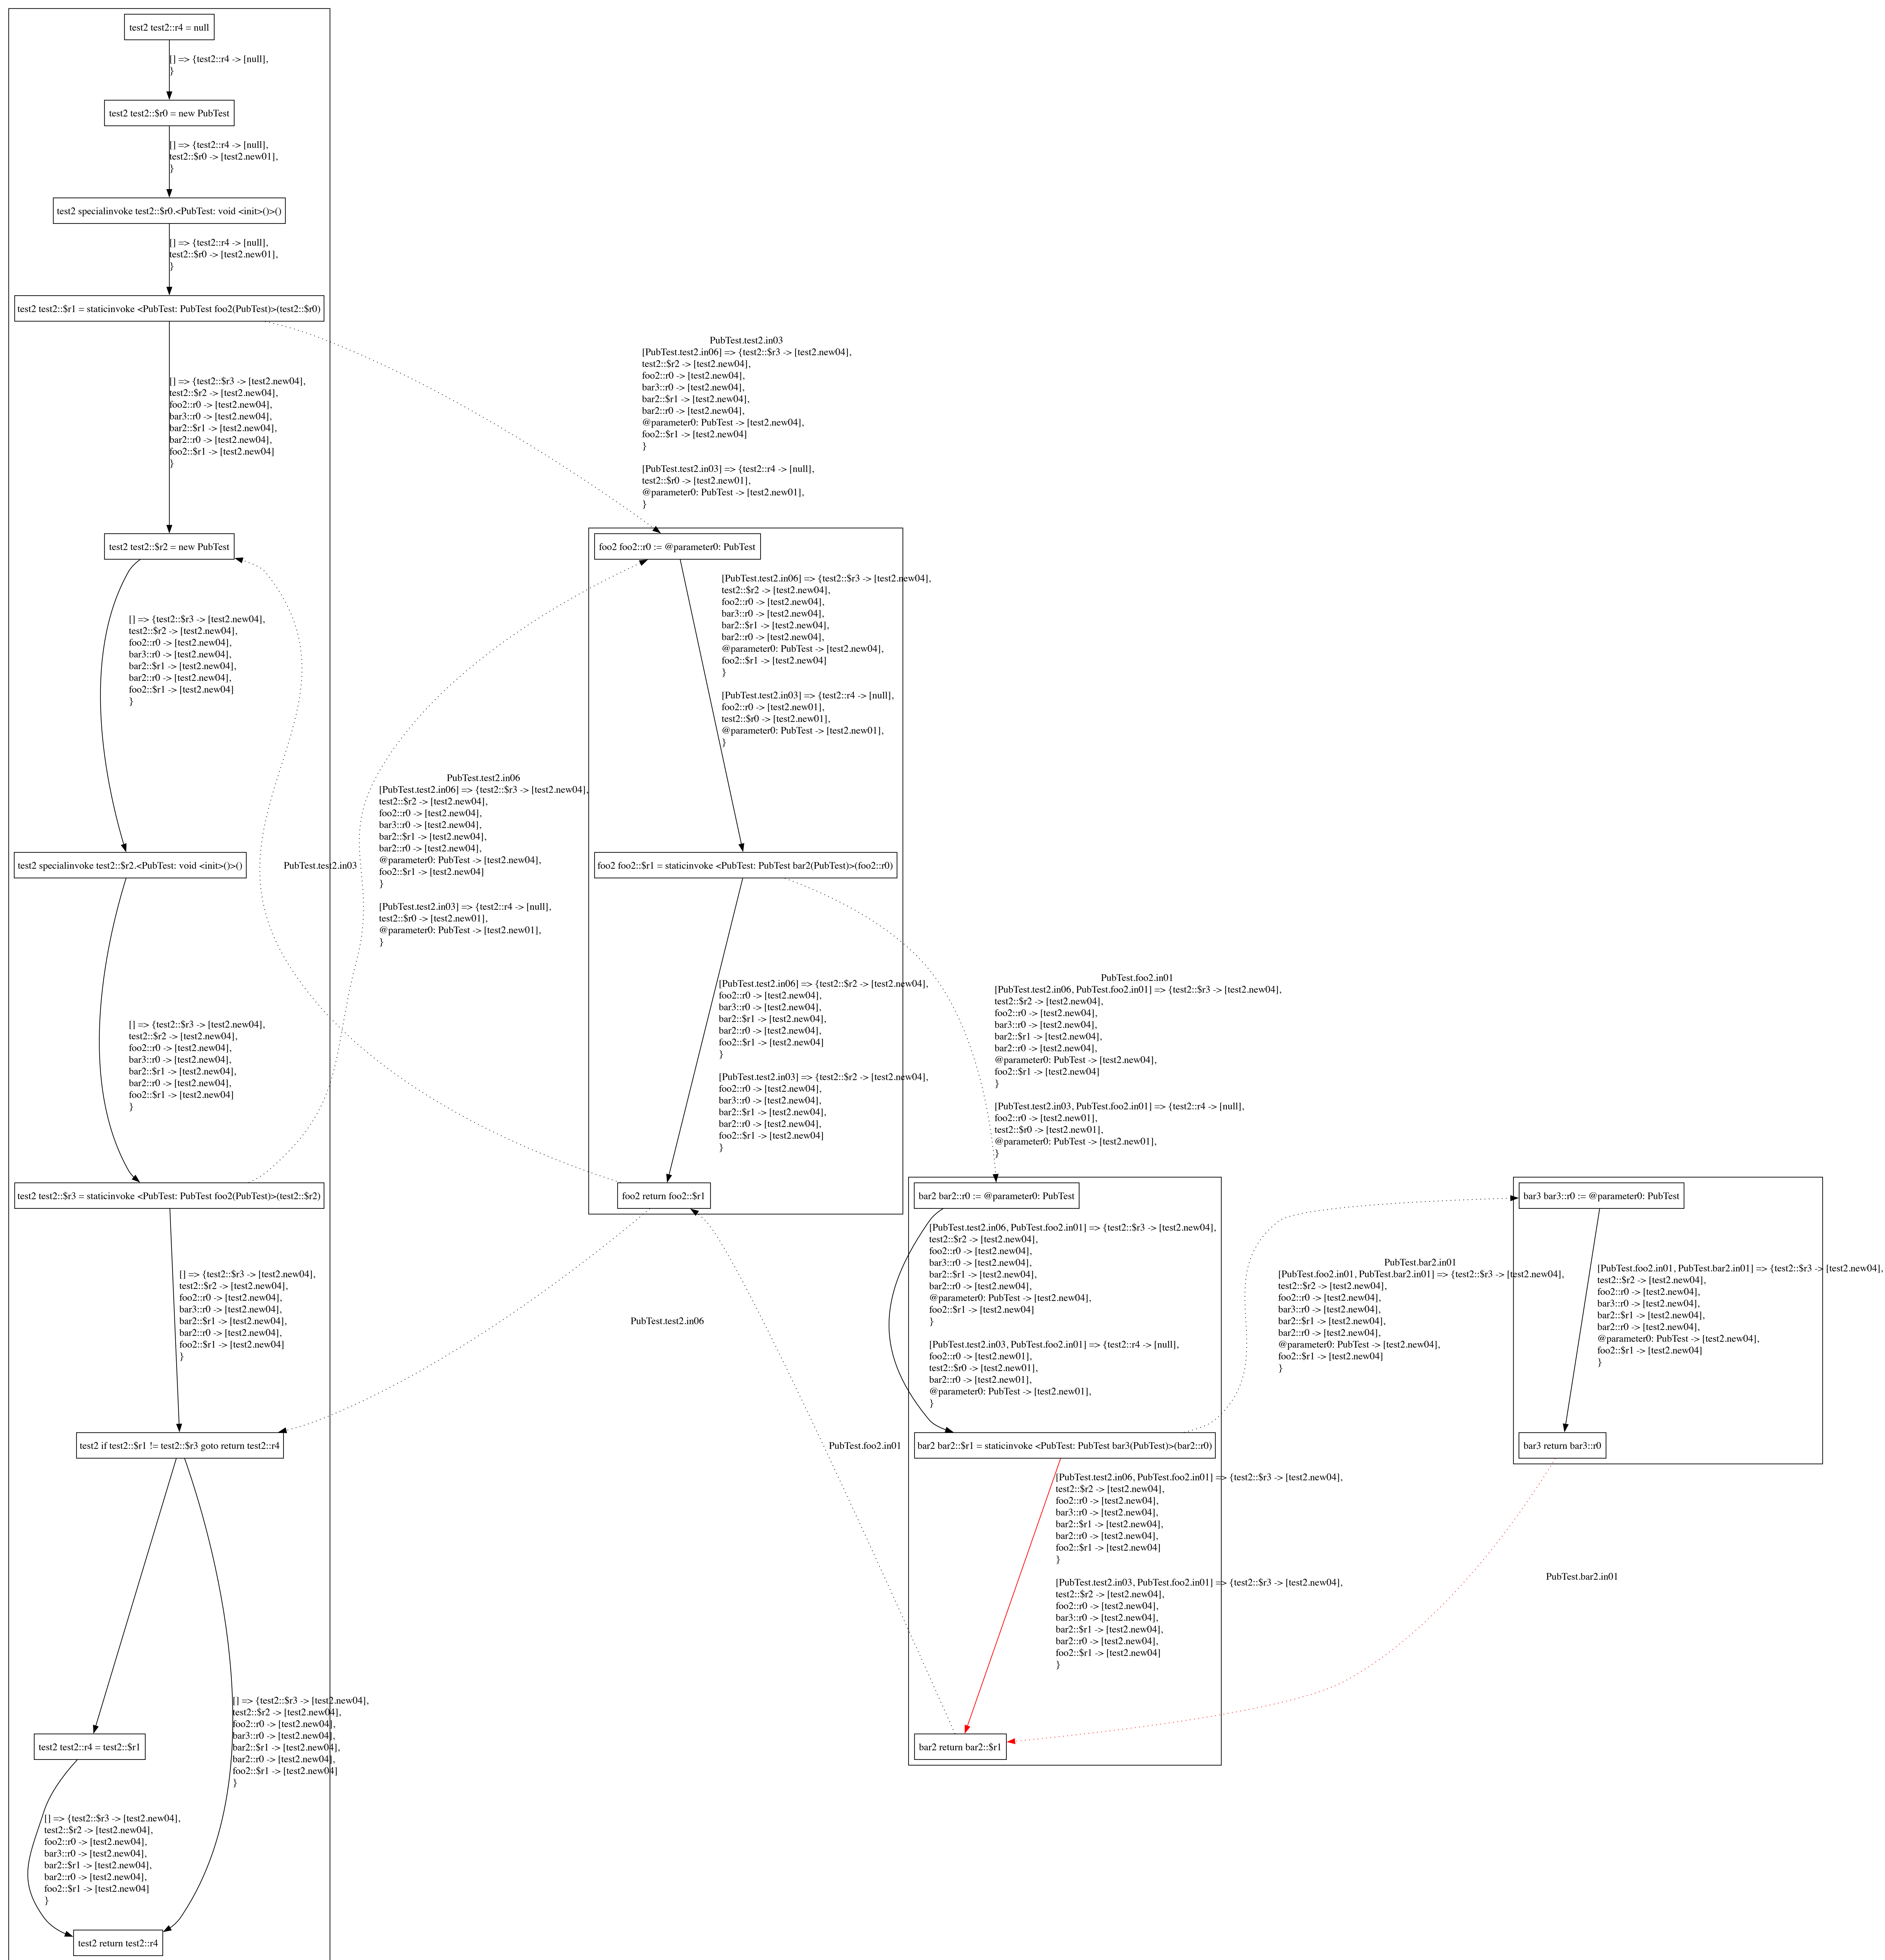 test2 test2::r4 = null
[] => {test2::r4 -> [null],
}
test2 test2::$r0 = new PubTest
[] => {test2::r4 -> [null],
test2::$r0 -> [test2.new01],
}
test2 specialinvoke test2::$r0.<PubTest: void <init>()>()
[] => {test2::r4 -> [null],
test2::$r0 -> [test2.new01],
}
test2 test2::$r1 = staticinvoke <PubTest: PubTest foo2(PubTest)>(test2::$r0)
[] => {test2::$r3 -> [test2.new04],
test2::$r2 -> [test2.new04],
foo2::r0 -> [test2.new04],
bar3::r0 -> [test2.new04],
bar2::$r1 -> [test2.new04],
bar2::r0 -> [test2.new04],
foo2::$r1 -> [test2.new04]
}
test2 test2::$r2 = new PubTest
[] => {test2::$r3 -> [test2.new04],
test2::$r2 -> [test2.new04],
foo2::r0 -> [test2.new04],
bar3::r0 -> [test2.new04],
bar2::$r1 -> [test2.new04],
bar2::r0 -> [test2.new04],
foo2::$r1 -> [test2.new04]
}
test2 specialinvoke test2::$r2.<PubTest: void <init>()>()
[] => {test2::$r3 -> [test2.new04],
test2::$r2 -> [test2.new04],
foo2::r0 -> [test2.new04],
bar3::r0 -> [test2.new04],
bar2::$r1 -> [test2.new04],
bar2::r0 -> [test2.new04],
foo2::$r1 -> [test2.new04]
}
test2 test2::$r3 = staticinvoke <PubTest: PubTest foo2(PubTest)>(test2::$r2)
[] => {test2::$r3 -> [test2.new04],
test2::$r2 -> [test2.new04],
foo2::r0 -> [test2.new04],
bar3::r0 -> [test2.new04],
bar2::$r1 -> [test2.new04],
bar2::r0 -> [test2.new04],
foo2::$r1 -> [test2.new04]
}
test2 if test2::$r1 != test2::$r3 goto return test2::r4
[] => {test2::$r3 -> [test2.new04],
test2::$r2 -> [test2.new04],
foo2::r0 -> [test2.new04],
bar3::r0 -> [test2.new04],
bar2::$r1 -> [test2.new04],
bar2::r0 -> [test2.new04],
foo2::$r1 -> [test2.new04]
}
test2 test2::r4 = test2::$r1
[] => {test2::$r3 -> [test2.new04],
test2::$r2 -> [test2.new04],
foo2::r0 -> [test2.new04],
bar3::r0 -> [test2.new04],
bar2::$r1 -> [test2.new04],
bar2::r0 -> [test2.new04],
foo2::$r1 -> [test2.new04]
}
test2 return test2::r4
PubTest.test2.in03
PubTest.test2.in06
[PubTest.test2.in06] => {test2::$r3 -> [test2.new04],
test2::$r2 -> [test2.new04],
foo2::r0 -> [test2.new04],
bar3::r0 -> [test2.new04],
bar2::$r1 -> [test2.new04],
bar2::r0 -> [test2.new04],
@parameter0: PubTest -> [test2.new04],
foo2::$r1 -> [test2.new04]
}
[PubTest.test2.in03] => {test2::r4 -> [null],
test2::$r0 -> [test2.new01],
@parameter0: PubTest -> [test2.new01],
}
PubTest.test2.in03
[PubTest.test2.in06] => {test2::$r3 -> [test2.new04],
test2::$r2 -> [test2.new04],
foo2::r0 -> [test2.new04],
bar3::r0 -> [test2.new04],
bar2::$r1 -> [test2.new04],
bar2::r0 -> [test2.new04],
@parameter0: PubTest -> [test2.new04],
foo2::$r1 -> [test2.new04]
}
[PubTest.test2.in03] => {test2::r4 -> [null],
test2::$r0 -> [test2.new01],
@parameter0: PubTest -> [test2.new01],
}
foo2 foo2::r0 := @parameter0: PubTest
[PubTest.test2.in06] => {test2::$r3 -> [test2.new04],
test2::$r2 -> [test2.new04],
foo2::r0 -> [test2.new04],
bar3::r0 -> [test2.new04],
bar2::$r1 -> [test2.new04],
bar2::r0 -> [test2.new04],
@parameter0: PubTest -> [test2.new04],
foo2::$r1 -> [test2.new04]
}
[PubTest.test2.in03] => {test2::r4 -> [null],
foo2::r0 -> [test2.new01],
test2::$r0 -> [test2.new01],
@parameter0: PubTest -> [test2.new01],
}
foo2 foo2::$r1 = staticinvoke <PubTest: PubTest bar2(PubTest)>(foo2::r0)
[PubTest.test2.in06] => {test2::$r2 -> [test2.new04],
foo2::r0 -> [test2.new04],
bar3::r0 -> [test2.new04],
bar2::$r1 -> [test2.new04],
bar2::r0 -> [test2.new04],
foo2::$r1 -> [test2.new04]
}
[PubTest.test2.in03] => {test2::$r2 -> [test2.new04],
foo2::r0 -> [test2.new04],
bar3::r0 -> [test2.new04],
bar2::$r1 -> [test2.new04],
bar2::r0 -> [test2.new04],
foo2::$r1 -> [test2.new04]
}
foo2 return foo2::$r1
PubTest.test2.in06
PubTest.foo2.in01
PubTest.foo2.in01
[PubTest.test2.in06, PubTest.foo2.in01] => {test2::$r3 -> [test2.new04],
test2::$r2 -> [test2.new04],
foo2::r0 -> [test2.new04],
bar3::r0 -> [test2.new04],
bar2::$r1 -> [test2.new04],
bar2::r0 -> [test2.new04],
@parameter0: PubTest -> [test2.new04],
foo2::$r1 -> [test2.new04]
}
[PubTest.test2.in03, PubTest.foo2.in01] => {test2::r4 -> [null],
foo2::r0 -> [test2.new01],
test2::$r0 -> [test2.new01],
@parameter0: PubTest -> [test2.new01],
}
bar2 bar2::r0 := @parameter0: PubTest
[PubTest.test2.in06, PubTest.foo2.in01] => {test2::$r3 -> [test2.new04],
test2::$r2 -> [test2.new04],
foo2::r0 -> [test2.new04],
bar3::r0 -> [test2.new04],
bar2::$r1 -> [test2.new04],
bar2::r0 -> [test2.new04],
@parameter0: PubTest -> [test2.new04],
foo2::$r1 -> [test2.new04]
}
[PubTest.test2.in03, PubTest.foo2.in01] => {test2::r4 -> [null],
foo2::r0 -> [test2.new01],
test2::$r0 -> [test2.new01],
bar2::r0 -> [test2.new01],
@parameter0: PubTest -> [test2.new01],
}
bar2 bar2::$r1 = staticinvoke <PubTest: PubTest bar3(PubTest)>(bar2::r0)
[PubTest.test2.in06, PubTest.foo2.in01] => {test2::$r3 -> [test2.new04],
test2::$r2 -> [test2.new04],
foo2::r0 -> [test2.new04],
bar3::r0 -> [test2.new04],
bar2::$r1 -> [test2.new04],
bar2::r0 -> [test2.new04],
foo2::$r1 -> [test2.new04]
}
[PubTest.test2.in03, PubTest.foo2.in01] => {test2::$r3 -> [test2.new04],
test2::$r2 -> [test2.new04],
foo2::r0 -> [test2.new04],
bar3::r0 -> [test2.new04],
bar2::$r1 -> [test2.new04],
bar2::r0 -> [test2.new04],
foo2::$r1 -> [test2.new04]
}
bar2 return bar2::$r1
PubTest.bar2.in01
[PubTest.foo2.in01, PubTest.bar2.in01] => {test2::$r3 -> [test2.new04],
test2::$r2 -> [test2.new04],
foo2::r0 -> [test2.new04],
bar3::r0 -> [test2.new04],
bar2::$r1 -> [test2.new04],
bar2::r0 -> [test2.new04],
@parameter0: PubTest -> [test2.new04],
foo2::$r1 -> [test2.new04]
}
bar3 bar3::r0 := @parameter0: PubTest
[PubTest.foo2.in01, PubTest.bar2.in01] => {test2::$r3 -> [test2.new04],
test2::$r2 -> [test2.new04],
foo2::r0 -> [test2.new04],
bar3::r0 -> [test2.new04],
bar2::$r1 -> [test2.new04],
bar2::r0 -> [test2.new04],
@parameter0: PubTest -> [test2.new04],
foo2::$r1 -> [test2.new04]
}
bar3 return bar3::r0
PubTest.bar2.in01